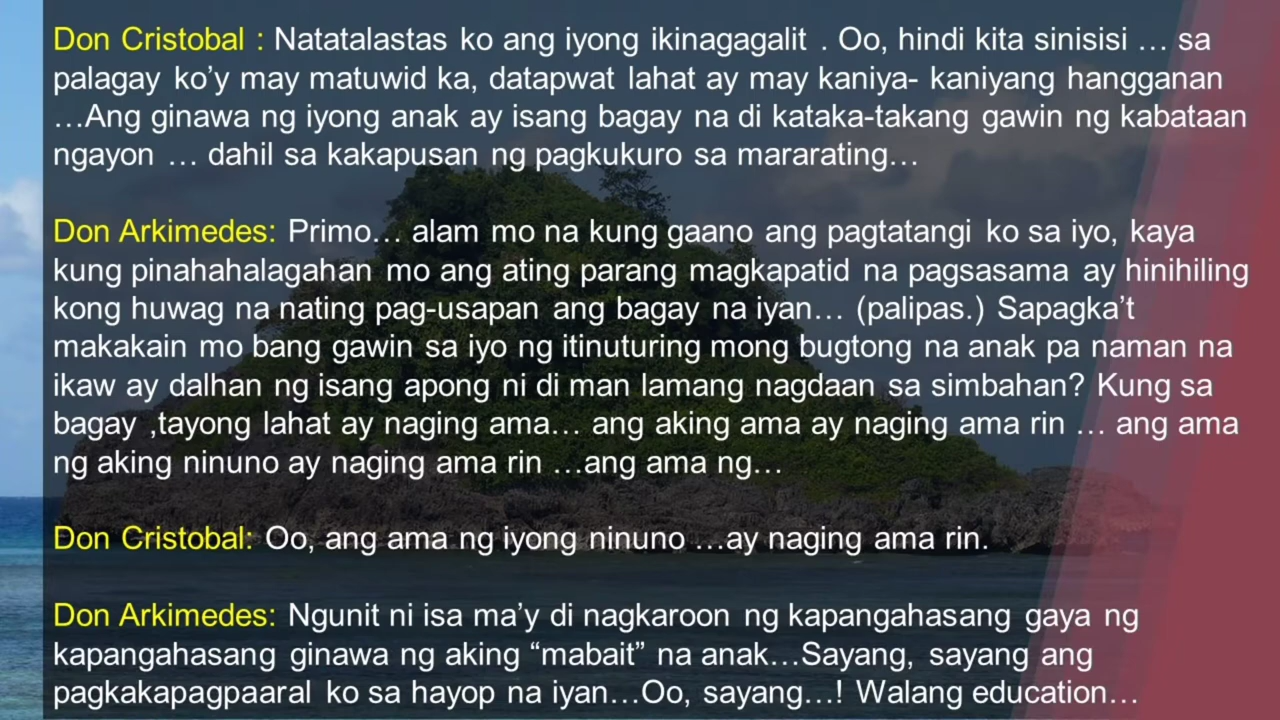 Don Cristobal : Natatalastas ko ang iyong ikinagagalit . Oo, hindi kita sinisisi … sa
palagay ko’y may matuwid ka, datapwat lahat ay may kaniya- kaniyang hangganan
…Ang ginawa ng iyong anak ay isang bagay na di kataka-takang gawin ng kabataan
ngayon … dahil sa kakapusan ng pagkukuro sa mararating…
Don Arkimedes: Primo… alam mo na kung gaano ang pagtatangi ko sa iyo, kaya
kung pinahahalagahan mo ang ating parang magkapatid na pagsasama ay hinihiling
kong huwag na nating pag-usapan ang bagay na iyan… (palipas.) Sapagka’t
makakain mo bang gawin sa iyo ng itinuturing mong bugtong na anak pa naman na
ikaw ay dalhan ng isang apong ni di man lamang nagdaan sa simbahan? Kung sa
bagay ,tayong lahat ay naging ama… ang aking ama ay naging ama rin … ang ama
ng aking ninuno ay naging ama rin …ang ama ng…
Don Cristobal: Oo, ang ama ng iyong ninuno …ay naging ama rin.
Don Arkimedes: Ngunit ni isa ma’y di nagkaroon ng kapangahasang gaya ng
kapangahasang ginawa ng aking “mabait” na anak…Sayang, sayang ang
pagkakapagpaaral ko sa hayop na iyan…Oo, sayang…! Walang education…